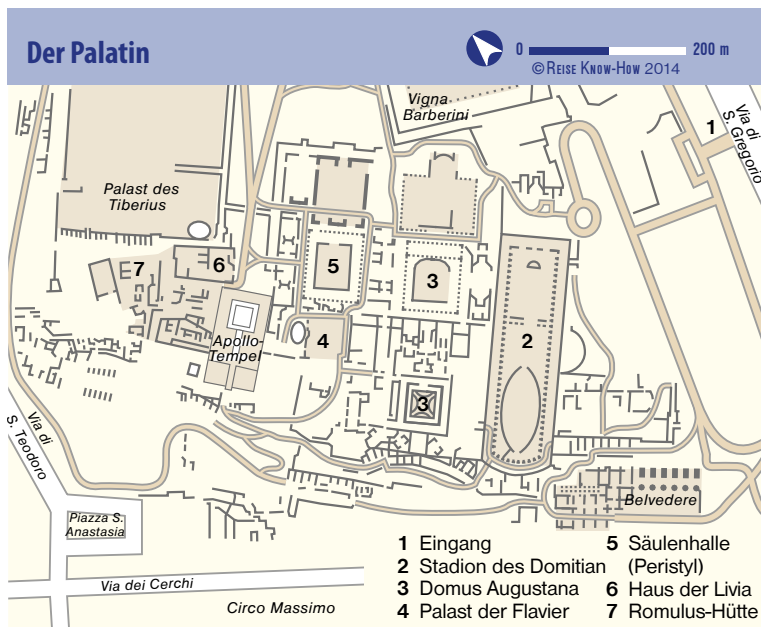 Der Palatin
0 200 m
© REISE KNOW-HOW 2014
Vigna
Barberini
1
Via di
S. Gregorio
Palast des
Tiberius
7
6
5
3
Apollo-
Tempel
4
2
3
Via di
S. Teodoro
Belvedere
Piazza S.
Anastasia
Via dei Cerchi
Circo Massimo
1 Eingang
2 Stadion des Domitian
3 Domus Augustana
4 Palast der Flavier
5 Säulenhalle
(Peristyl)
6 Haus der Livia
7 Romulus-Hütte